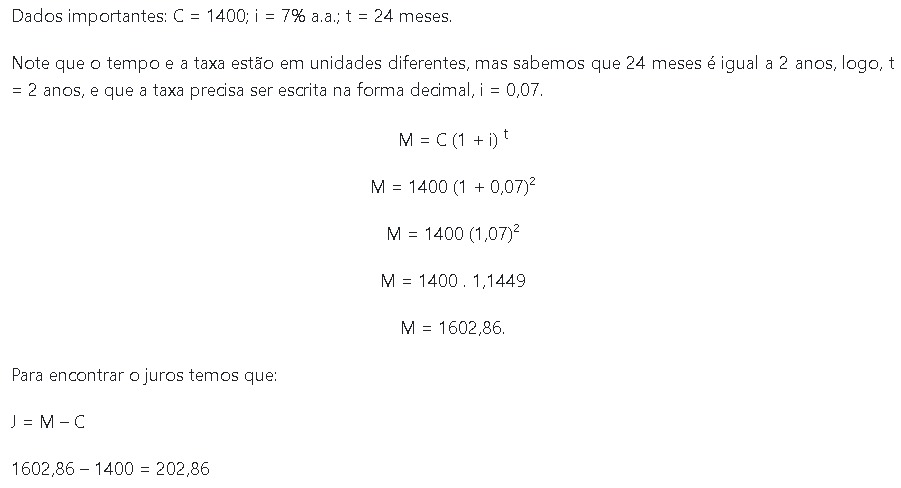 Dados importantes: C = 1400; i = 7% a.a.; t = 24 meses.
Note que o tempo e a taxa estão em unidades diferentes, mas sabemos que 24 meses é igual a 2 anos, logo, t
= 2 anos, e que a taxa precisa ser escrita na forma decimal, i = 0,07.
M = C (1 + i) ᵗ
M = 1400 (1 + 0,07)²
M = 1400 (1,07)²
M = 1400 . 1,1449
M = 1602,86.
Para encontrar o juros temos que:
J = M – C
1602,86 – 1400 = 202,86